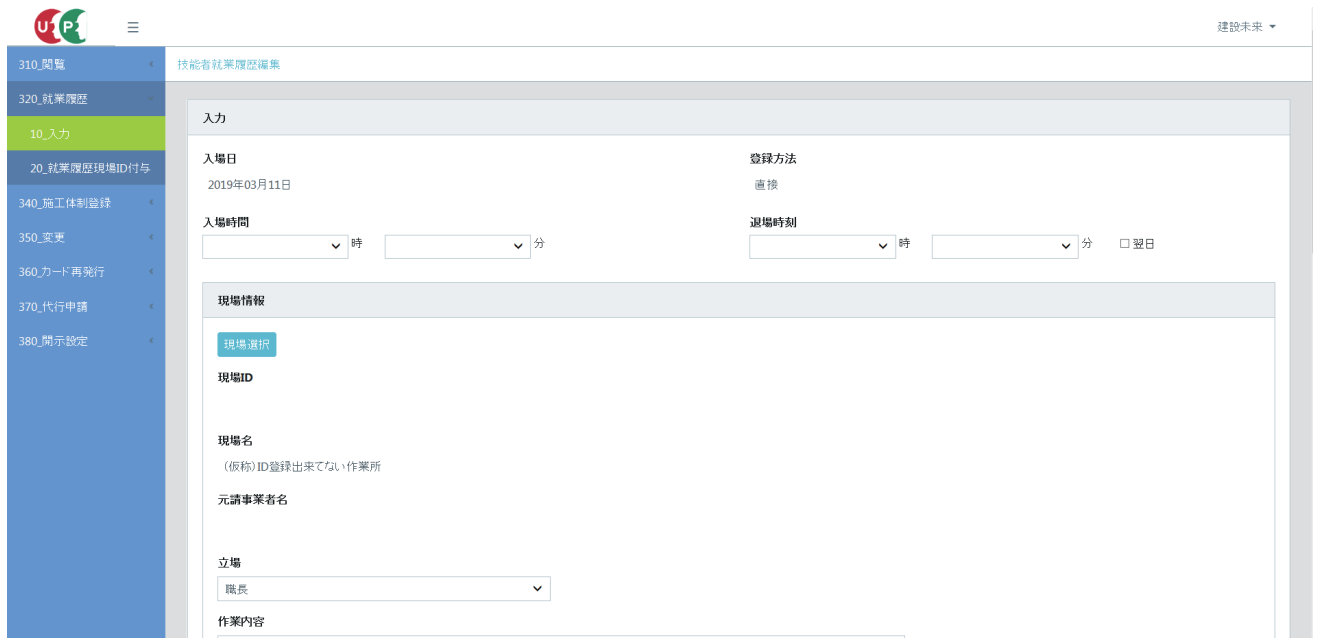 U P
建設未来
310_閲覧
320_就業履歴
10_入力
20_就業履歴現場ID付与
340_施工体制登録
350_変更
360_カード再発行
370_代行申請
380_開示設定
技能者就業履歴編集
入力
入場日
登録方法
2019年03月11日
直接
入場時間
退場時刻
時 分 時 分 翌日
現場情報
現場選択
現場ID
現場名
(仮称)ID登録出来てない作業所
元請事業者名
立場
職長
作業内容